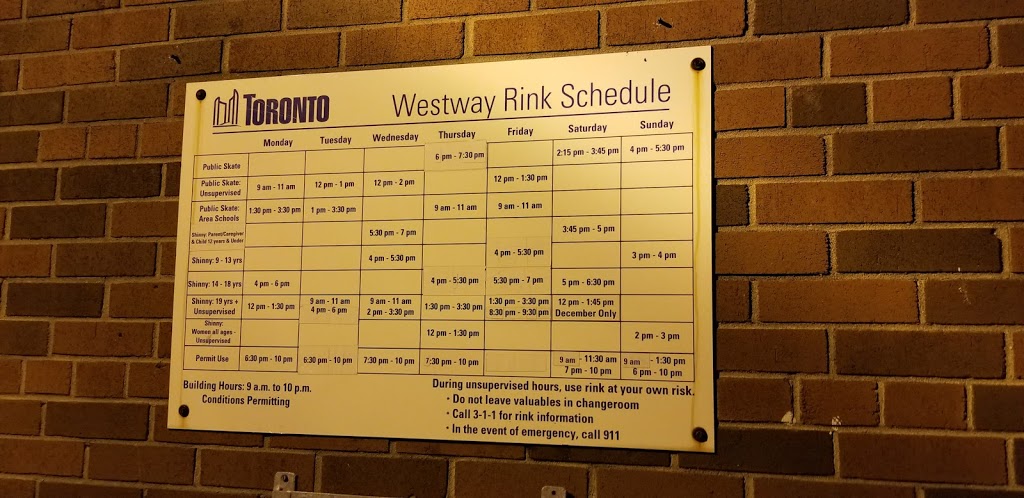 TORONTO
Westway Rink Schedule
Monday Tuesday Wednesday Thursday Friday Saturday Sunday
Public Skate 6 pm - 7:30 pm 2:15 pm - 3:45 pm 4 pm - 5:30 pm
Public Skate:
Unsupervised 9 am - 11 am 12 pm - 1 pm 12 pm - 2 pm 12 pm - 1:30 pm
Public Skate:
Area Schools 1:30 pm - 3:30 pm 1 pm - 3:30 pm 9 am - 11 am 9 am - 11 am
Shinny: Parent/Caregiver
& Child 12 years & Under 5:30 pm - 7 pm 3:45 pm - 5 pm
Shinny: 9 - 13 yrs 4 pm - 5:30 pm 4 pm - 5:30 pm 3 pm - 4 pm
Shinny: 14 - 18 yrs 4 pm - 6 pm 4 pm - 5:30 pm 5:30 pm - 7 pm 5 pm - 6:30 pm
Shinny: 19 yrs + 9 am - 11 am 9 am - 11 am 1:30 pm - 3:30 pm 12 pm - 1:45 pm
Unsupervised 12 pm - 1:30 pm 4 pm - 6 pm 2 pm - 3:30 pm 1:30 pm - 3:30 pm 8:30 pm - 9:30 pm December Only
Shinny:
Women all ages - 12 pm - 1:30 pm 2 pm - 3 pm
Unsupervised
Permit Use 6:30 pm - 10 pm 6:30 pm - 10 pm 7:30 pm - 10 pm 7:30 pm - 10 pm 9 am - 11:30 am 9 am - 1:30 pm
7 pm - 10 pm 6 pm - 10 pm
Building Hours: 9 a.m. to 10 p.m.
Conditions Permitting
During unsupervised hours, use rink at your own risk.
• Do not leave valuables in changeroom
• Call 3-1-1 for rink information
• In the event of emergency, call 911